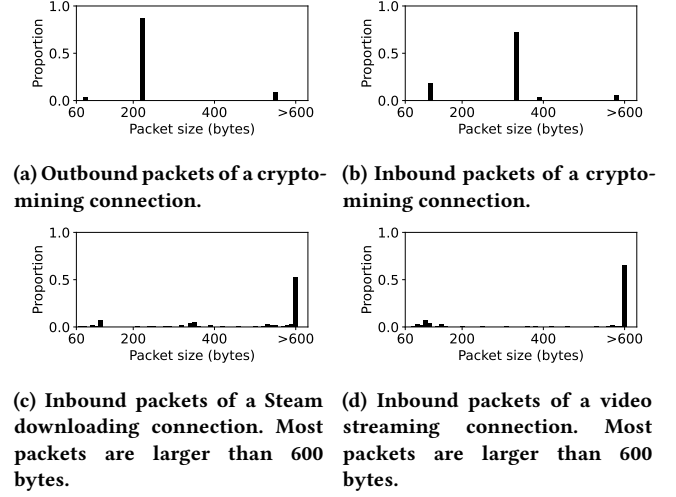 1.0
0.5
0.0
Proportion
60 200 400 >600
Packet size (bytes)
(a) Outbound packets of a crypto-
mining connection.
1.0
0.5
0.0
Proportion
60 200 400 >600
Packet size (bytes)
(b) Inbound packets of a crypto-
mining connection.
1.0
0.5
0.0
Proportion
60 200 400 >600
Packet size (bytes)
(c) Inbound packets of a Steam
downloading connection. Most
packets are larger than 600
bytes.
1.0
0.5
0.0
Proportion
60 200 400 >600
Packet size (bytes)
(d) Inbound packets of a video
streaming connection. Most
packets are larger than 600
bytes.